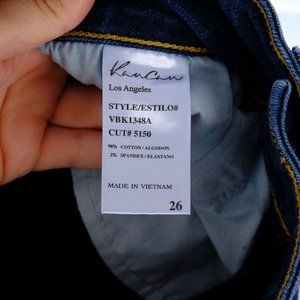 KanCan
Los Angeles
STYLE/ESTILO#
VBK1348A
CUT# 5150
98% COTTON/ALGODON
2% SPANDEX/ELASTANO
MADE IN VIETNAM
26